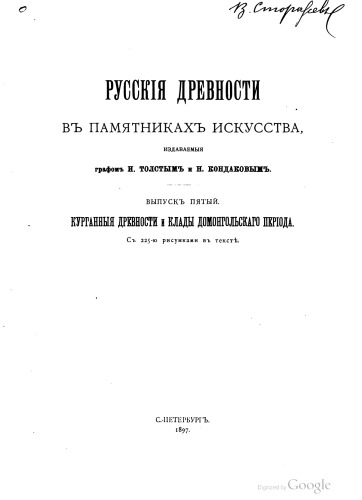 В. Сторожевъ
РУССКІЯ ДРЕВНОСТИ
ВЪ ПАМЯТНИКАХЪ ИСКУССТВА,
ИЗДАВАЕМЫЯ
графомъ И. ТОЛСТЫМЪ и Н. КОНДАКОВЫМЪ.
ВЫПУСКЪ ПЯТЫЙ.
КУРГАННЫЯ ДРЕВНОСТИ и КЛАДЫ ДОМОНГОЛЬСКАГО ПЕРІОДА.
Съ 225-ю рисунками въ текстѣ.
С.-ПЕТЕРБУРГЪ.
1897.
Digitized by Google